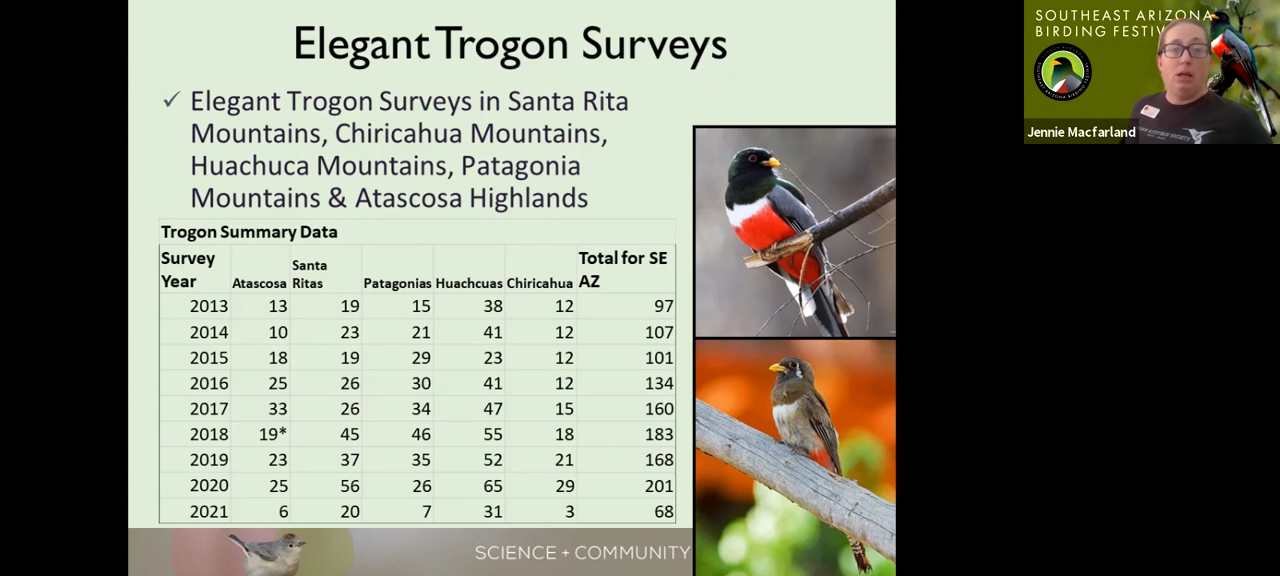 Elegant Trogon Surveys
✓ Elegant Trogon Surveys in Santa Rita
Mountains, Chiricahua Mountains,
Huachuca Mountains, Patagonia
Mountains & Atascosa Highlands
Trogon Summary Data
Survey Year Atascosa Santa Ritas Patagonias Huachcuas Chiricahua Total for SE AZ
2013 13 19 15 38 12 97
2014 10 23 21 41 12 107
2015 18 19 29 23 12 101
2016 25 26 30 41 12 134
2017 33 26 34 47 15 160
2018 19* 45 46 55 18 183
2019 23 37 35 52 21 168
2020 25 56 26 65 29 201
2021 6 20 7 31 3 68
SCIENCE + COMMUNITY
SOUTHEAST ARIZONA
BIRDING
Jennie Macfarland